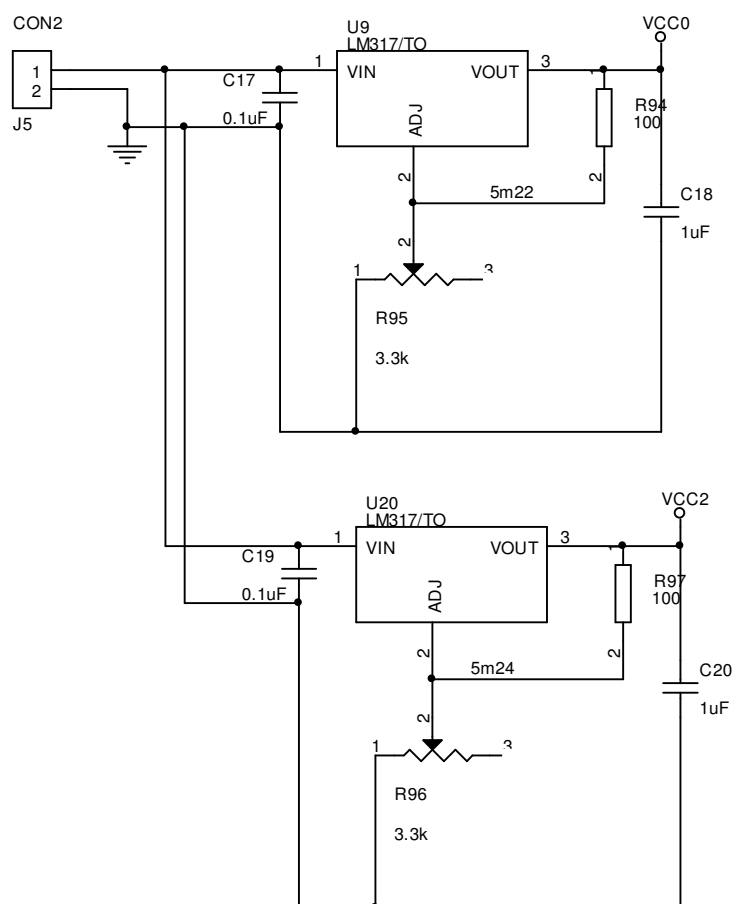 CON2
1
2
J5
C17
0.1uF
U9
LM317/TO
1
VIN
VOUT
3
ADJ
2
VCC0
1
R94
100
2
5m22
C18
1uF
2
1
3
R95
3.3k
U20
LM317/TO
1
VIN
VOUT
3
ADJ
2
VCC2
C19
0.1uF
1
R97
100
2
5m24
C20
1uF
2
1
3
R96
3.3k